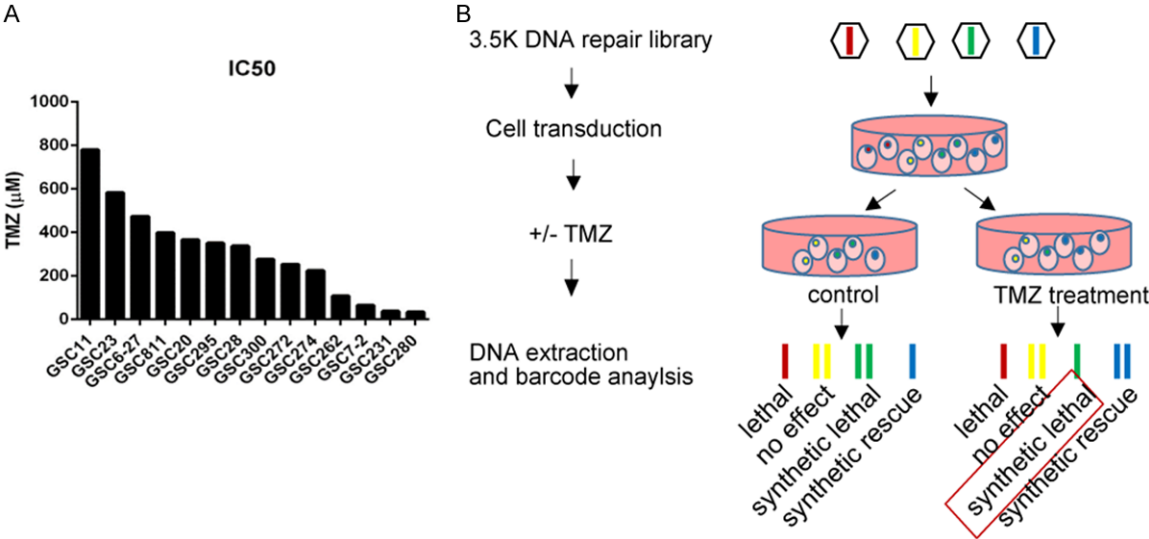 A
IC50
TMZ (μM)
1000
800
600
400
200
0
GSC11
GSC23
GSC6-27
GSC811
GSC20
GSC295
GSC28
GSC300
GSC272
GSC274
GSC262
GSC7-2
GSC231
GSC280
B
3.5K DNA repair library
Cell transduction
+/- TMZ
DNA extraction
and barcode anaylsis
control
TMZ treatment
lethal
no effect
synthetic lethal
synthetic rescue
lethal
no effect
synthetic lethal
synthetic rescue